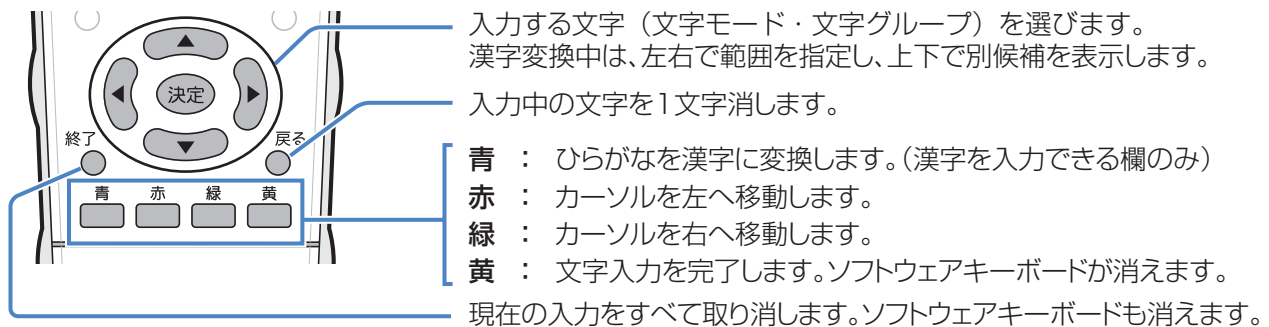 入力する文字（文字モード・文字グループ）を選びます。
漢字変換中は、左右で範囲を指定し、上下で別候補を表示します。
決定
入力中の文字を1文字消します。
終了
戻る
青 ： ひらがなを漢字に変換します。（漢字を入力できる欄のみ）
青 赤 緑 黄
赤 ： カーソルを左へ移動します。
緑 ： カーソルを右へ移動します。
黄 ： 文字入力を完了します。ソフトウェアキーボードが消えます。
現在の入力をすべて取り消します。ソフトウェアキーボードも消えます。